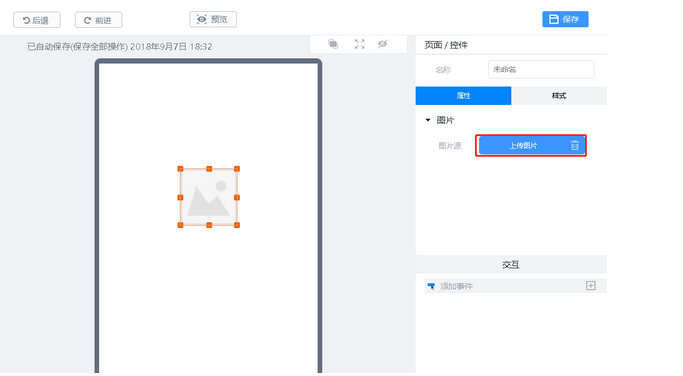 后退
前进
预览
保存
已自动保存(保存全部操作) 2018年9月7日 18:32
页面 / 控件
名称
未命名
属性
样式
图片
图片源
上传图片
交互
添加事件